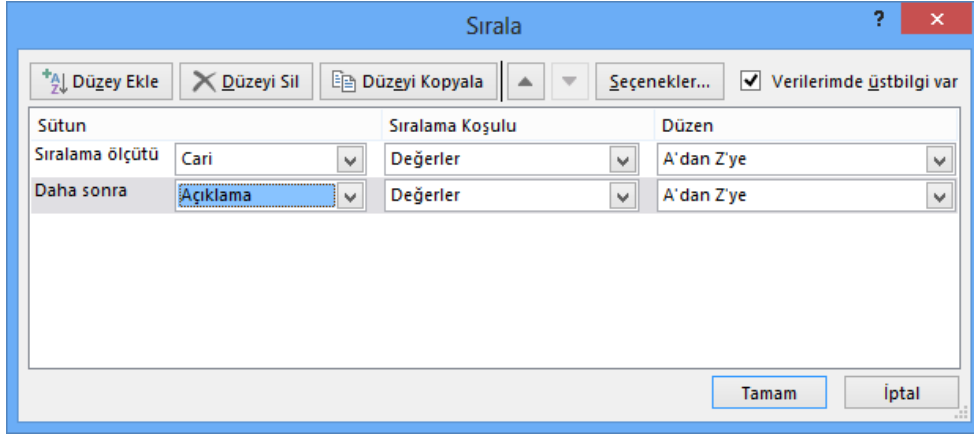 Sırala
?
Düzey Ekle Düzeyi Sil Düzeyi Kopyala Seçenekler... Verilerimde üstbilgi var
Sütun Sıralama Koşulu Düzen
Sıralama ölçütü Cari Değerler A'dan Z'ye
Daha sonra Açıklama Değerler A'dan Z'ye
Tamam İptal